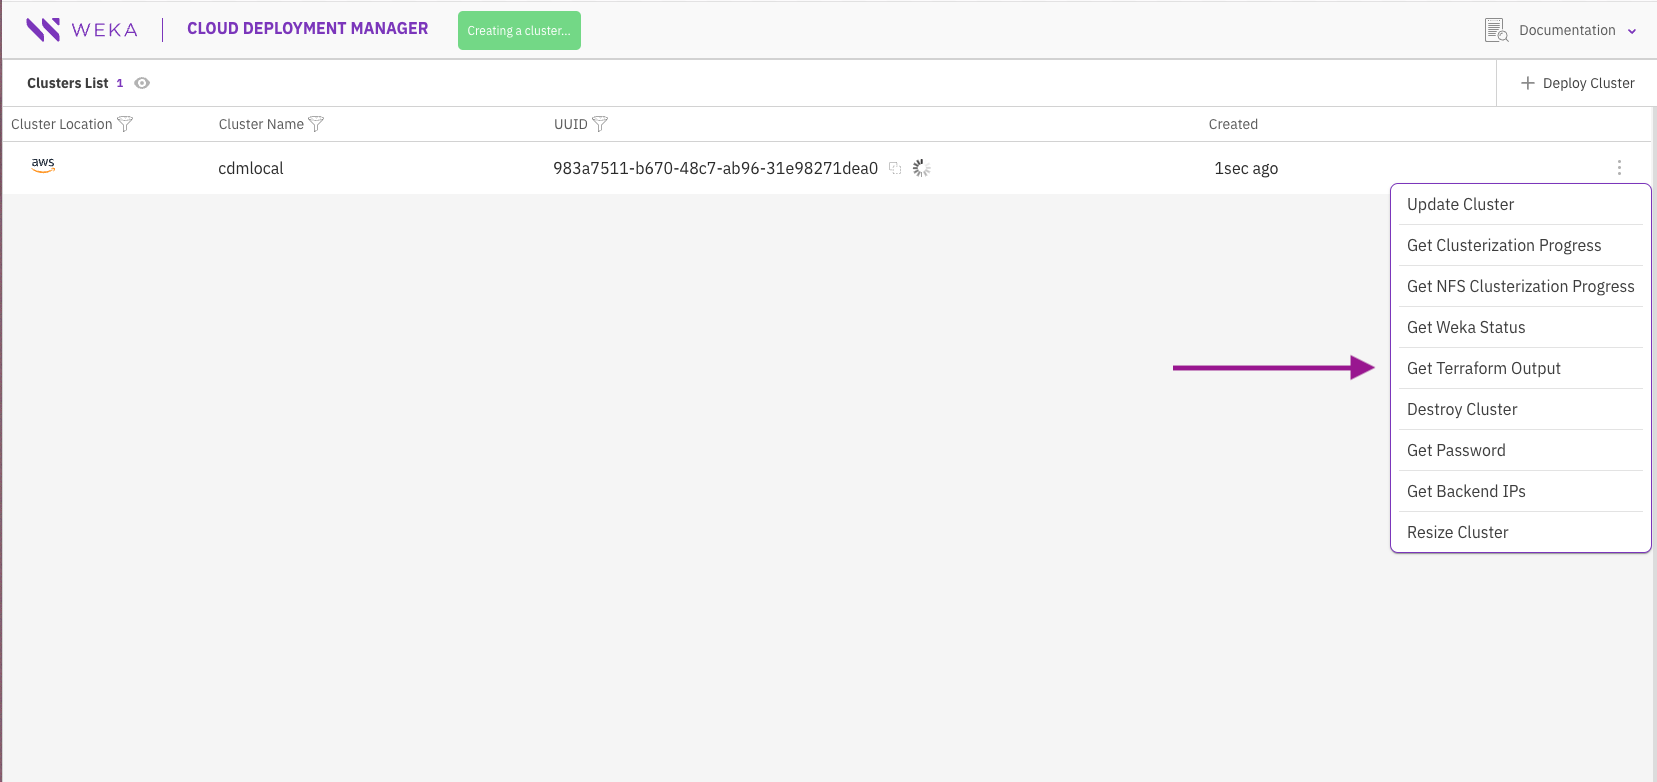 WEKA
CLOUD DEPLOYMENT MANAGER
Creating a cluster...
Documentation
Clusters List 1
Deploy Cluster
Cluster Location Cluster Name UUID Created
aws cdmlocal 983a7511-b670-48c7-ab96-31e98271dea0 1sec ago
Update Cluster
Get Clusterization Progress
Get NFS Clusterization Progress
Get Weka Status
Get Terraform Output
Destroy Cluster
Get Password
Get Backend IPs
Resize Cluster